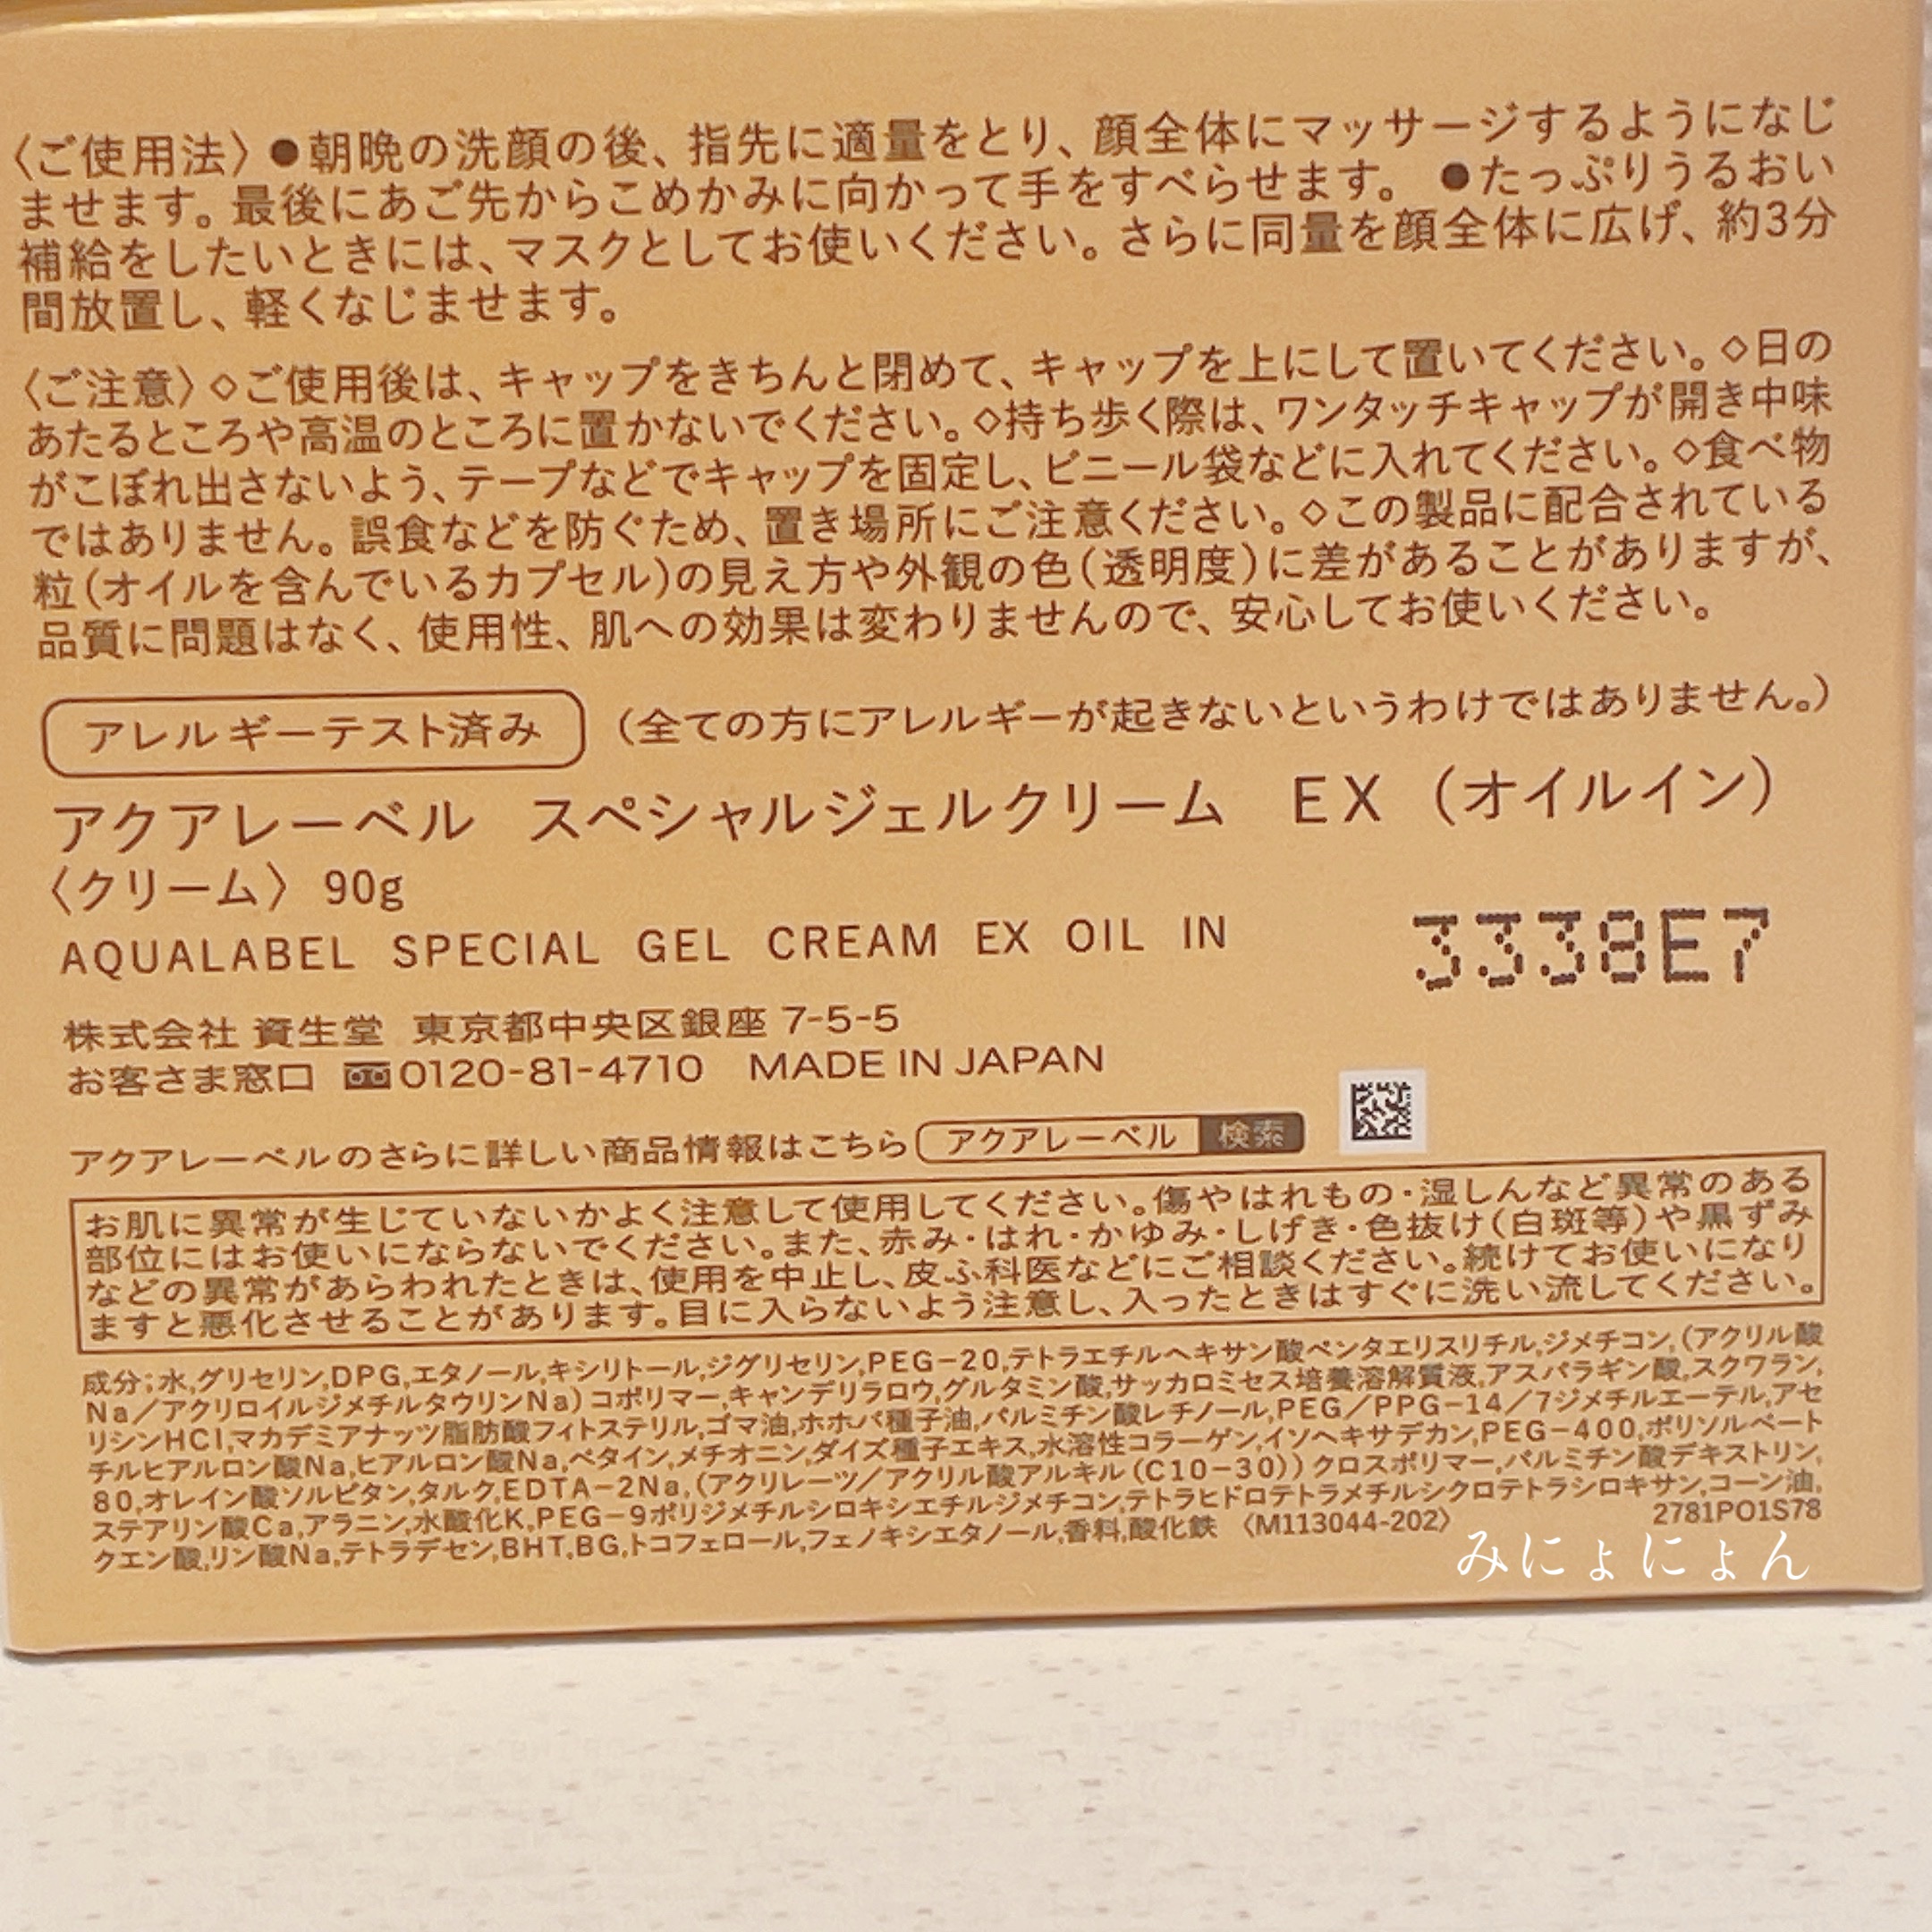 〈ご使用法〉●朝晩の洗顔の後、指先に適量をとり、顔全体にマッサージするようになじ
ませます。最後にあご先からこめかみに向かって手をすべらせます。 ●たっぷりうるおい
補給をしたいときには、マスクとしてお使いください。さらに同量を顔全体に広げ、約3分
間放置し、軽くなじませます。
〈ご注意〉◇ご使用後は、キャップをきちんと閉めて、キャップを上にして置いてください。◇日の
あたるところや高温のところに置かないでください。◇持ち歩く際は、ワンタッチキャップが開き中味
がこぼれ出さないよう、テープなどでキャップを固定し、ビニール袋などに入れてください。◇食べ物
ではありません。誤食などを防ぐため、置き場所にご注意ください。◇この製品に配合されている
粒(オイルを含んでいるカプセル)の見え方や外観の色(透明度)に差があることがありますが、
品質に問題はなく、使用性、肌への効果は変わりませんので、安心してお使いください。
アレルギーテスト済み (全ての方にアレルギーが起きないというわけではありません。)
アクアレーベル スペシャルジェルクリーム EX (オイルイン)
〈クリーム〉 90g
AQUALABEL SPECIAL GEL CREAM EX OIL IN
3338E7
株式会社 資生堂 東京都中央区銀座 7-5-5
お客さま窓口 0120-81-4710 MADE IN JAPAN
アクアレーベルのさらに詳しい商品情報はこちら アクアレーベル 検索
お肌に異常が生じていないかよく注意して使用してください。傷やはれもの・湿しんなど異常のある
部位にはお使いにならないでください。また、赤み・はれ・かゆみ・しげき・色抜け(白斑等)や黒ずみ
などの異常があらわれたときは、使用を中止し、皮ふ科医などにご相談ください。続けてお使いになり
ますと悪化させることがあります。目に入らないよう注意し、入ったときはすぐに洗い流してください。
成分;水,グリセリン,DPG,エタノール,キシリトール,ジグリセリン,PEG-20,テトラエチルヘキサン酸ペンタエリスリチル,ジメチコン,(アクリル酸
Na/アクリロイルジメチルタウリンNa)コポリマー,キャンデリラロウ,グルタミン酸,サッカロミセス培養溶解質液,アスパラギン酸,スクワラン,
リシンHCl,マカデミアナッツ脂肪酸フィトステリル,ゴマ油,ホホバ種子油,パルミチン酸レチノール,PEG/PPG-14/7ジメチルエーテル,アセ
チルヒアルロン酸Na,ヒアルロン酸Na,ベタイン,メチオニン,ダイズ種子エキス,水溶性コラーゲン,イソヘキサデカン,PEG-400,ポリソルベート
80,オレイン酸ソルビタン,タルク,EDTA-2Na,(アクリレーツ/アクリル酸アルキル(C10-30))クロスポリマー,パルミチン酸デキストリン,
ステアリン酸Ca,アラニン,水酸化K,PEG-9ポリジメチルシロキシエチルジメチコン,テトラヒドロテトラメチルシクロテトラシロキサン,コーン油,
クエン酸,リン酸Na,テトラデセン,BHT,BG,トコフェロール,フェノキシエタノール,香料,酸化鉄 〈M113044-202〉 2781PO1S78
みにょにょん